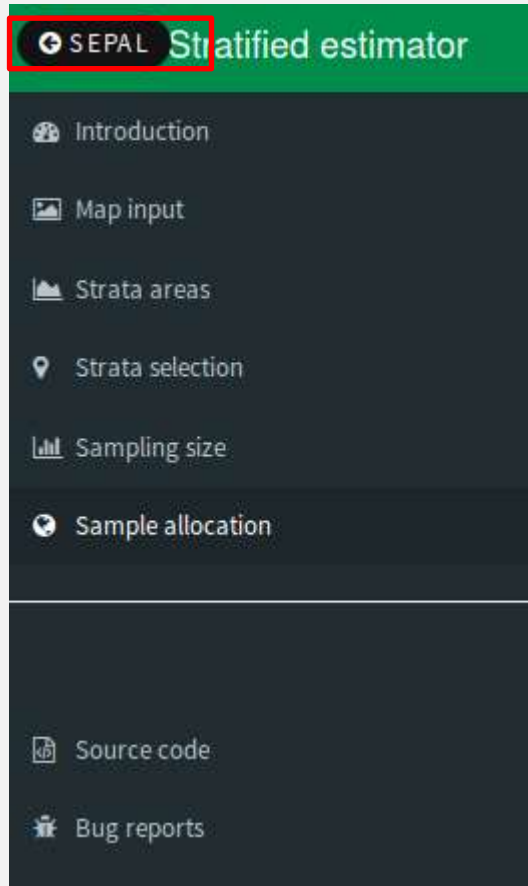 SEPAL Stratified estimator
Introduction
Map input
Strata areas
Strata selection
Sampling size
Sample allocation
Source code
Bug reports